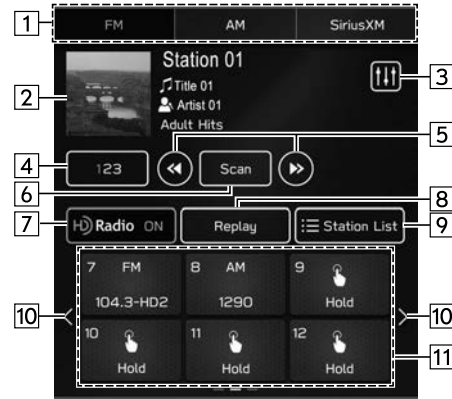 1
FM AM SiriusXM
2
Station 01
Title 01
Artist 01
Adult Hits
3
4
123
Scan
5
6
7
HD Radio ON
Replay
Station List
8
9
7 FM
104.3-HD2
8 AM
1290
9
Hold
10
10
10
Hold
11
Hold
12
Hold
11